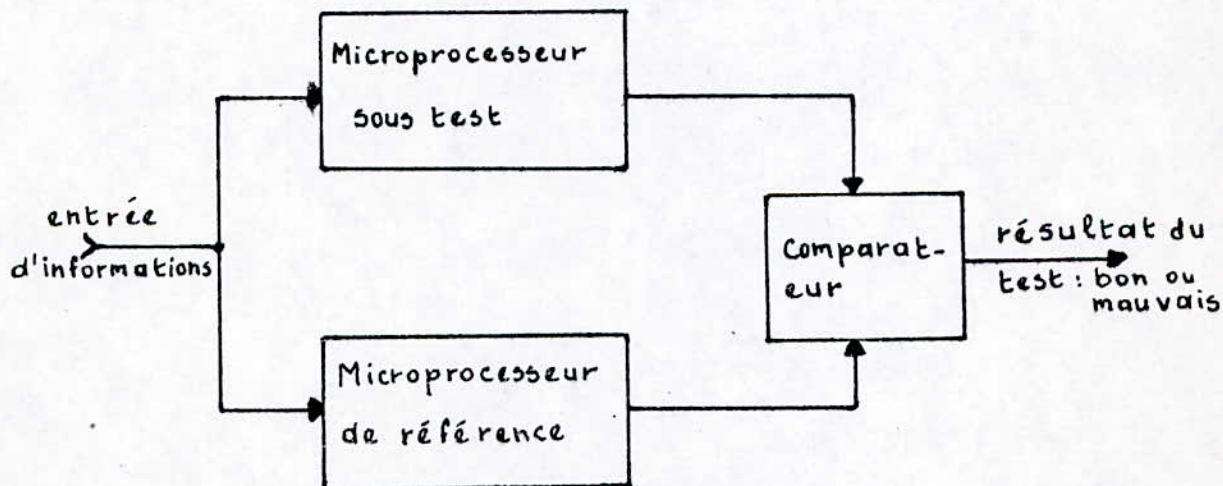 Microprocesseur
sous test
entrée
d'informations
Comparat-
eur
résultat du
test : bon ou
mauvais
Microprocesseur
de référence